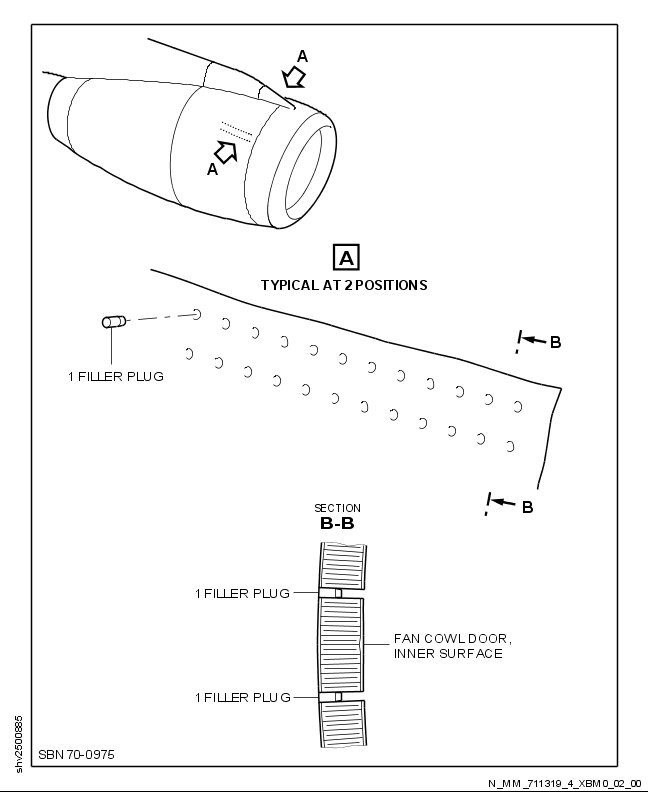 A
A
A
TYPICAL AT 2 POSITIONS
B
1 FILLER PLUG
B
SECTION
B-B
1 FILLER PLUG
FAN COWL DOOR,
INNER SURFACE
1 FILLER PLUG
SBN 70-0975
shv2500885
N_MM_711319_4_XBM0_02_00